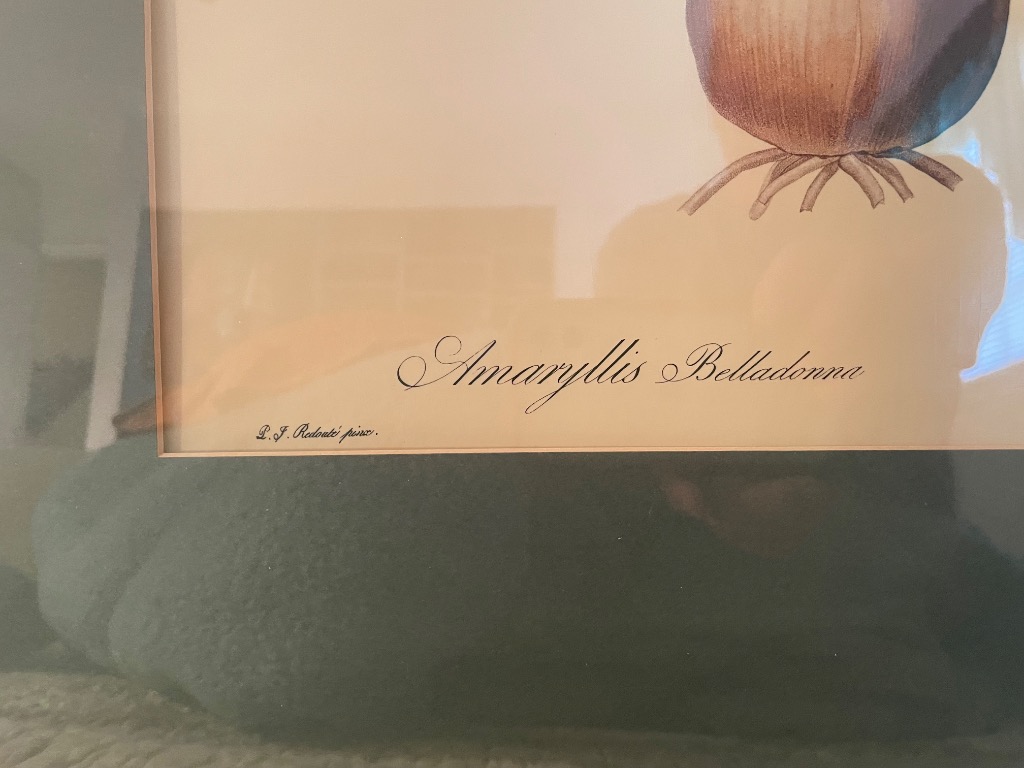 Amaryllis Belladonna
P. J. Redouté pinx.